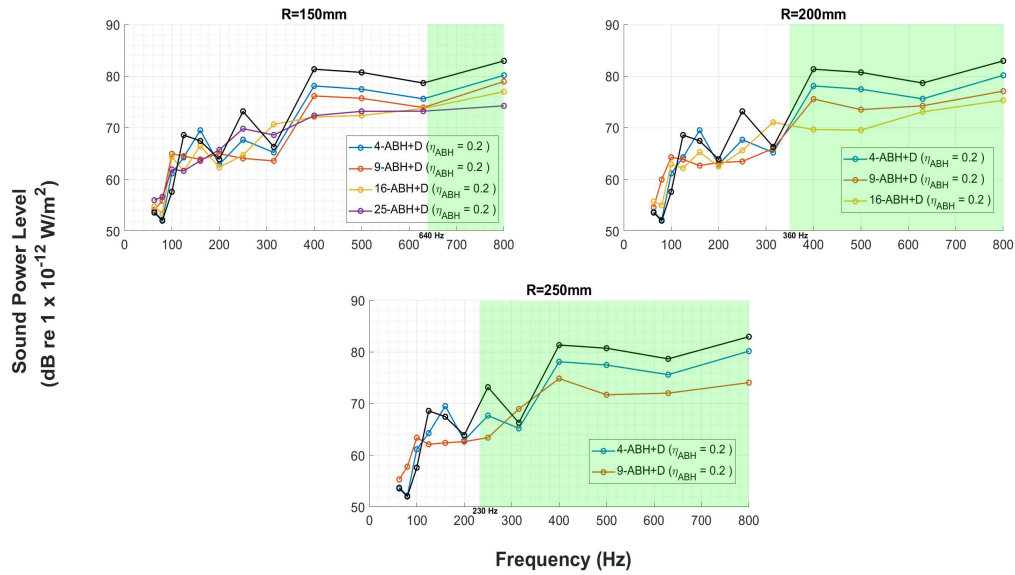 R=150mm
90
80
70
60
50
0 100 200 300 400 500 600 700 800
640 Hz
4-ABH+D (η_ABH = 0.2 )
9-ABH+D (η_ABH = 0.2 )
16-ABH+D (η_ABH = 0.2 )
25-ABH+D (η_ABH = 0.2 )
R=200mm
90
80
70
60
50
0 100 200 300 400 500 600 700 800
360 Hz
4-ABH+D (η_ABH = 0.2 )
9-ABH+D (η_ABH = 0.2 )
16-ABH+D (η_ABH = 0.2 )
Sound Power Level
(dB re 1 x 10⁻¹² W/m²)
R=250mm
90
80
70
60
50
0 100 200 300 400 500 600 700 800
230 Hz
4-ABH+D (η_ABH = 0.2 )
9-ABH+D (η_ABH = 0.2 )
Frequency (Hz)